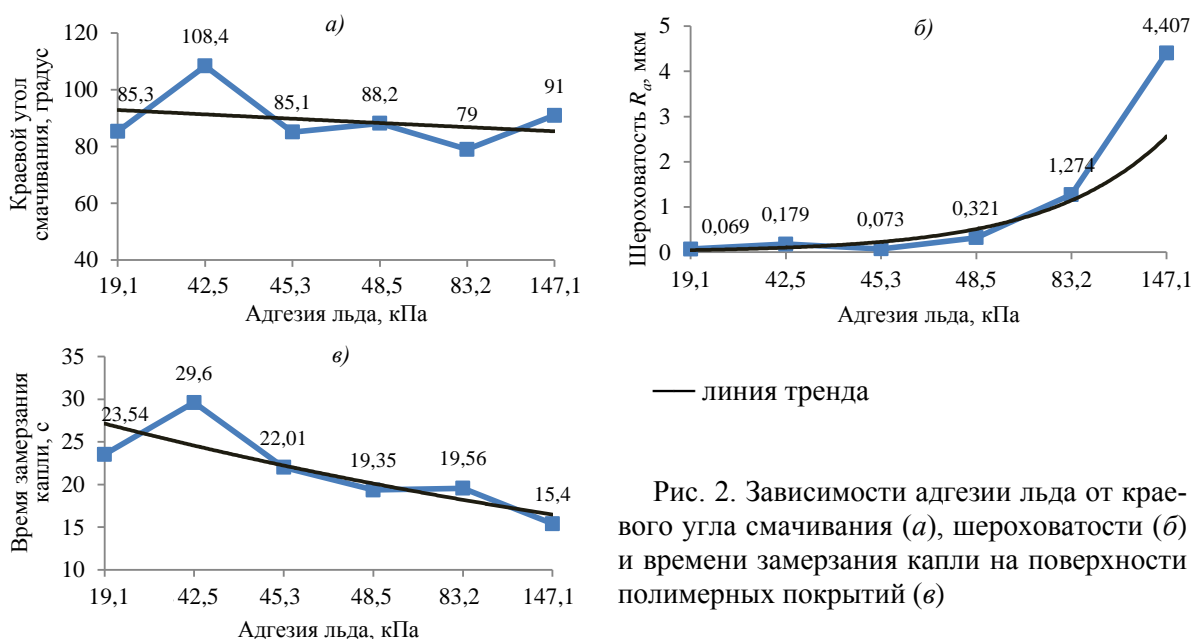 а)
Краевой угол
смачивания, градус
120
100
80
60
40
85,3
108,4
85,1
88,2
79
91
19,1 42,5 45,3 48,5 83,2 147,1
Адгезия льда, кПа
б)
Шероховатость Ra, мкм
5
4
3
2
1
0
0,069
0,179
0,073
0,321
1,274
4,407
19,1 42,5 45,3 48,5 83,2 147,1
Адгезия льда, кПа
в)
Время замерзания
капли, с
35
30
25
20
15
10
23,54
29,6
22,01
19,35
19,56
15,4
19,1 42,5 45,3 48,5 83,2 147,1
Адгезия льда, кПа
линия тренда
Рис. 2. Зависимости адгезии льда от крае-
вого угла смачивания (а), шероховатости (б)
и времени замерзания капли на поверхности
полимерных покрытий (в)